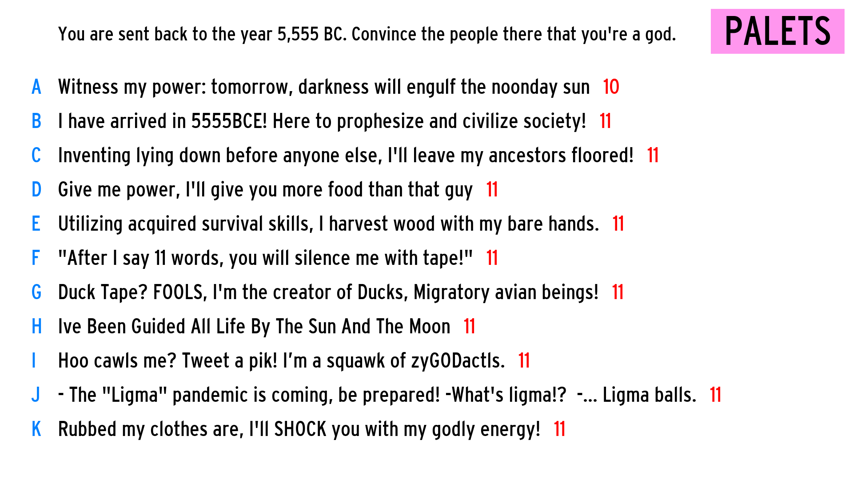 You are sent back to the year 5,555 BC. Convince the people there that you're a god.
PALETS
A Witness my power: tomorrow, darkness will engulf the noonday sun 10
B I have arrived in 5555BCE! Here to prophesize and civilize society! 11
C Inventing lying down before anyone else, I'll leave my ancestors floored! 11
D Give me power, I'll give you more food than that guy 11
E Utilizing acquired survival skills, I harvest wood with my bare hands. 11
F "After I say 11 words, you will silence me with tape!" 11
G Duck Tape? FOOLS, I'm the creator of Ducks, Migratory avian beings! 11
H Ive Been Guided All Life By The Sun And The Moon 11
I Hoo cawls me? Tweet a pik! I’m a squawk of zyGODactls. 11
J - The "Ligma" pandemic is coming, be prepared! -What's ligma!? -... Ligma balls. 11
K Rubbed my clothes are, I'll SHOCK you with my godly energy! 11